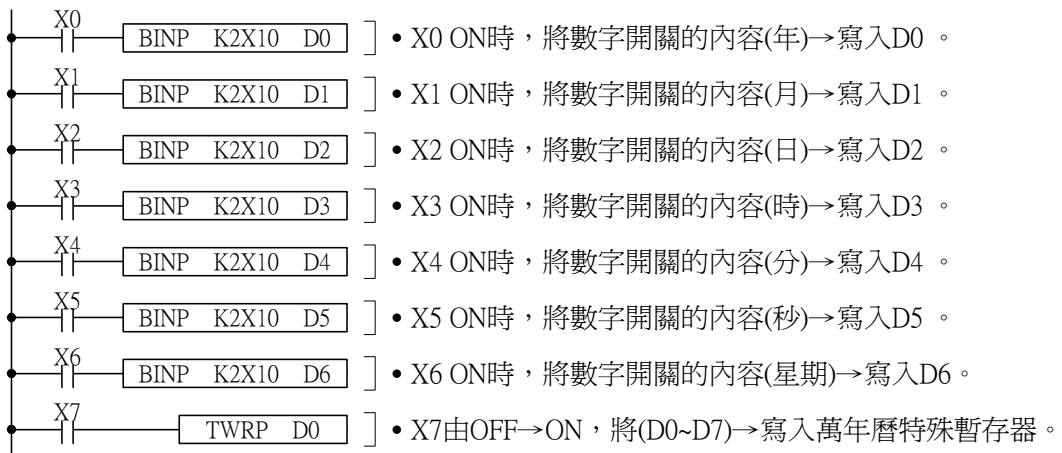 X0 BINP K2X10 D0 • X0 ON時，將數字開關的內容(年)→寫入D0 。
X1 BINP K2X10 D1 • X1 ON時，將數字開關的內容(月)→寫入D1 。
X2 BINP K2X10 D2 • X2 ON時，將數字開關的內容(日)→寫入D2 。
X3 BINP K2X10 D3 • X3 ON時，將數字開關的內容(時)→寫入D3 。
X4 BINP K2X10 D4 • X4 ON時，將數字開關的內容(分)→寫入D4 。
X5 BINP K2X10 D5 • X5 ON時，將數字開關的內容(秒)→寫入D5 。
X6 BINP K2X10 D6 • X6 ON時，將數字開關的內容(星期)→寫入D6。
X7 TWRP D0 • X7由OFF→ON，將(D0~D7)→寫入萬年曆特殊暫存器。